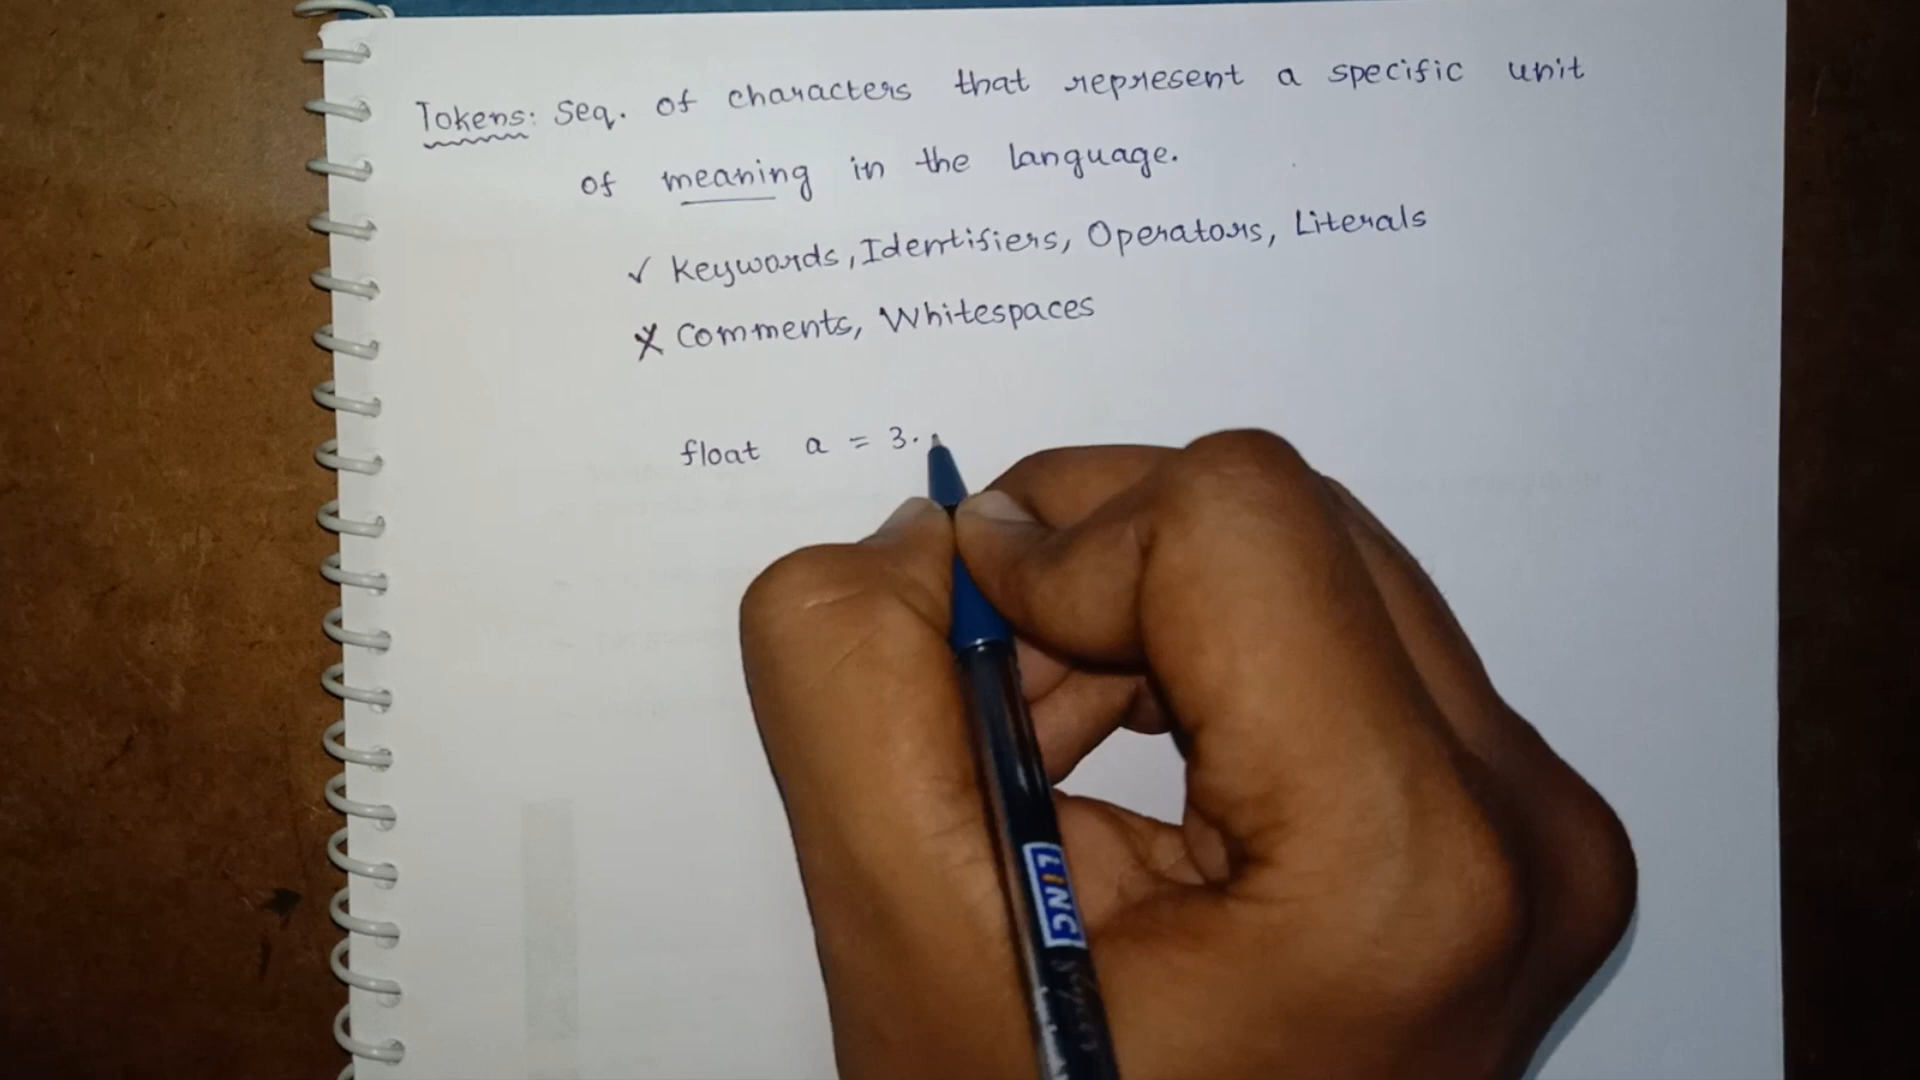 Tokens: Seq. of characters that represent a specific unit
of meaning in the language.
✓ Keywords, Identifiers, Operators, Literals
✗ Comments, Whitespaces
float a = 3.
LINC